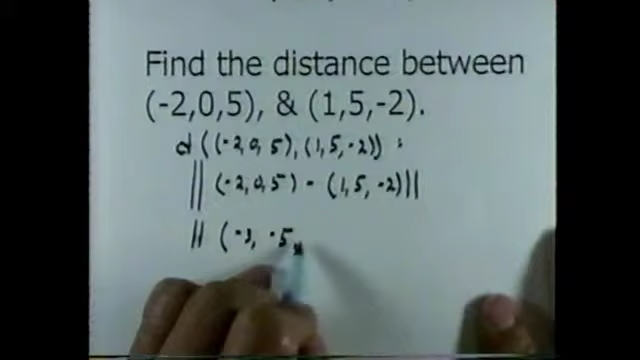 Find the distance between
(-2,0,5), & (1,5,-2).
d((-2,0,5),(1,5,-2)) =
||(-2,0,5) - (1,5,-2)||
||(-3, -5,